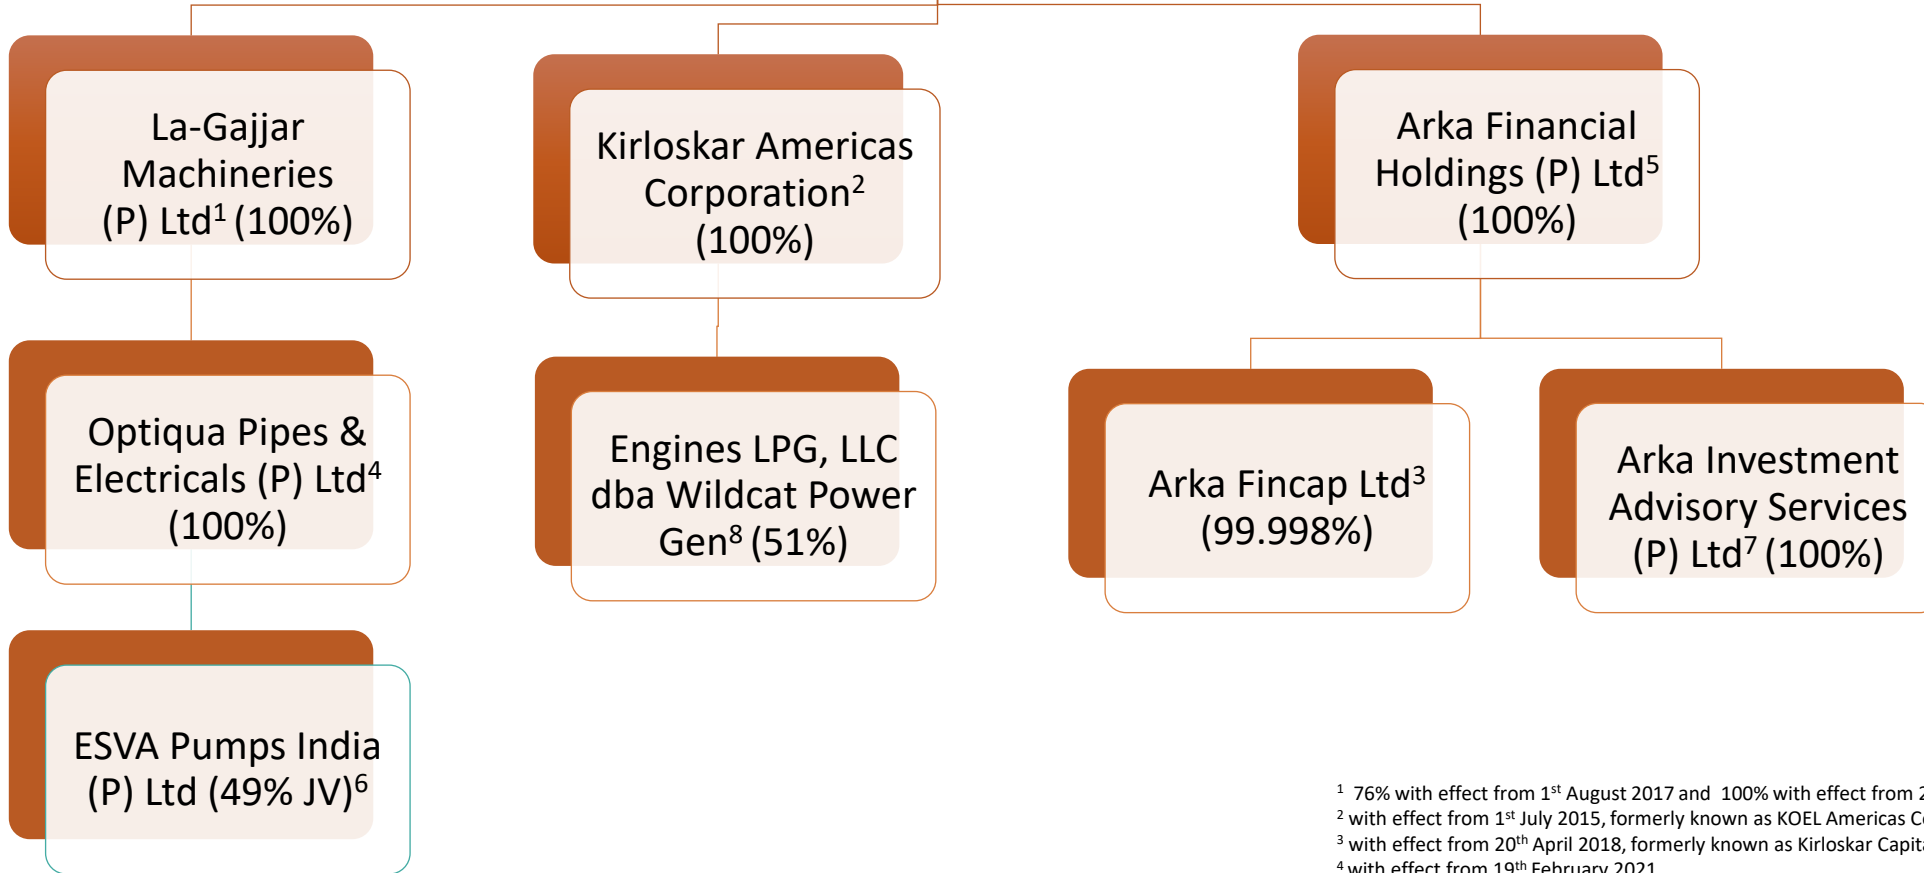 La-Gajjar
Machineries
(P) Ltd¹ (100%)
Kirloskar Americas
Corporation²
(100%)
Arka Financial
Holdings (P) Ltd⁵
(100%)
Optiqua Pipes &
Electricals (P) Ltd⁴
(100%)
Engines LPG, LLC
dba Wildcat Power
Gen⁸ (51%)
Arka Fincap Ltd³
(99.998%)
Arka Investment
Advisory Services
(P) Ltd⁷ (100%)
ESVA Pumps India
(P) Ltd (49% JV)⁶
¹ 76% with effect from 1st August 2017 and 100% with effect from
² with effect from 1st July 2015, formerly known as KOEL Americas
³ with effect from 20th April 2018, formerly known as Kirloskar
⁴ with effect from 19th February 2021